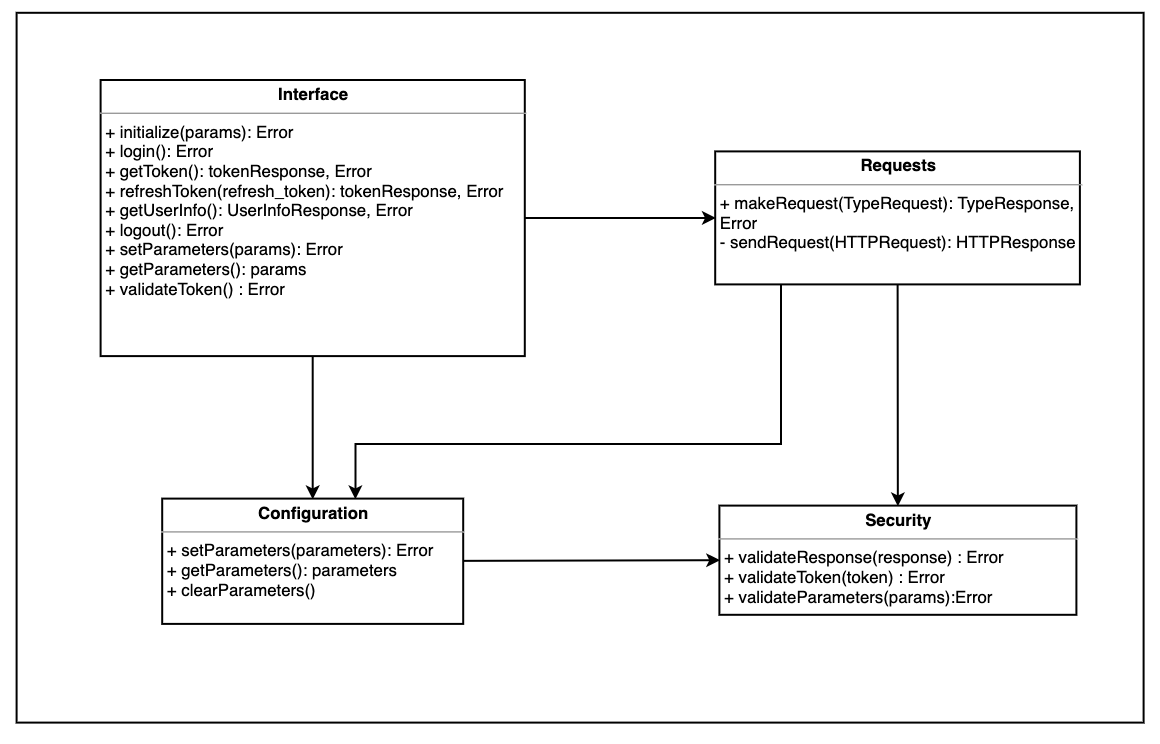 Interface
+ initialize(params): Error
+ login(): Error
+ getToken(): tokenResponse, Error
+ refreshToken(refresh_token): tokenResponse, Error
+ getUserInfo(): UserInfoResponse, Error
+ logout(): Error
+ setParameters(params): Error
+ getParameters(): params
+ validateToken() : Error
Requests
+ makeRequest(TypeRequest): TypeResponse,
Error
- sendRequest(HTTPRequest): HTTPResponse
Configuration
+ setParameters(parameters): Error
+ getParameters(): parameters
+ clearParameters()
Security
+ validateResponse(response) : Error
+ validateToken(token) : Error
+ validateParameters(params):Error